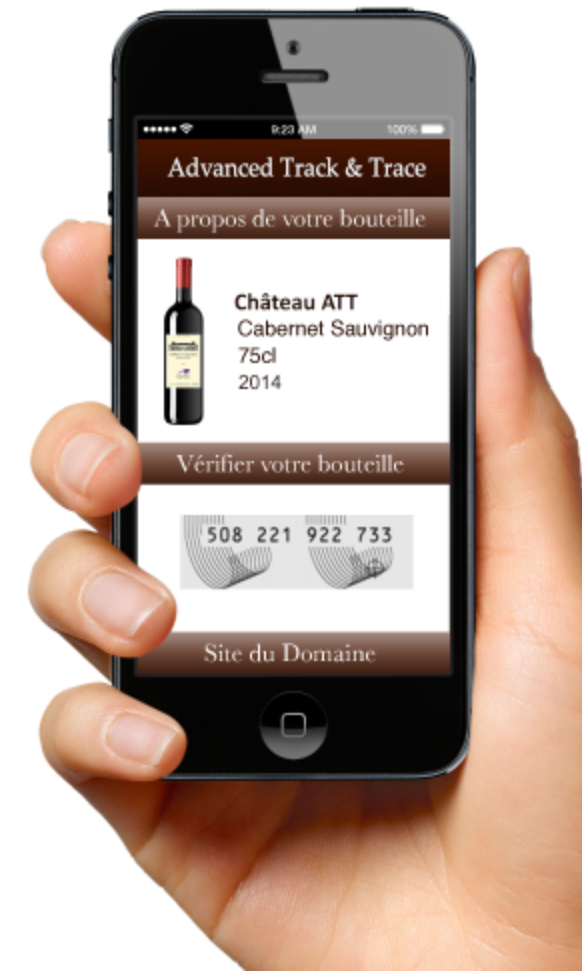 9:23 AM
100%
Advanced Track & Trace
A propos de votre bouteille
Château ATT
Cabernet Sauvignon
75cl
2014
Vérifier votre bouteille
508 221 922 733
Site du Domaine